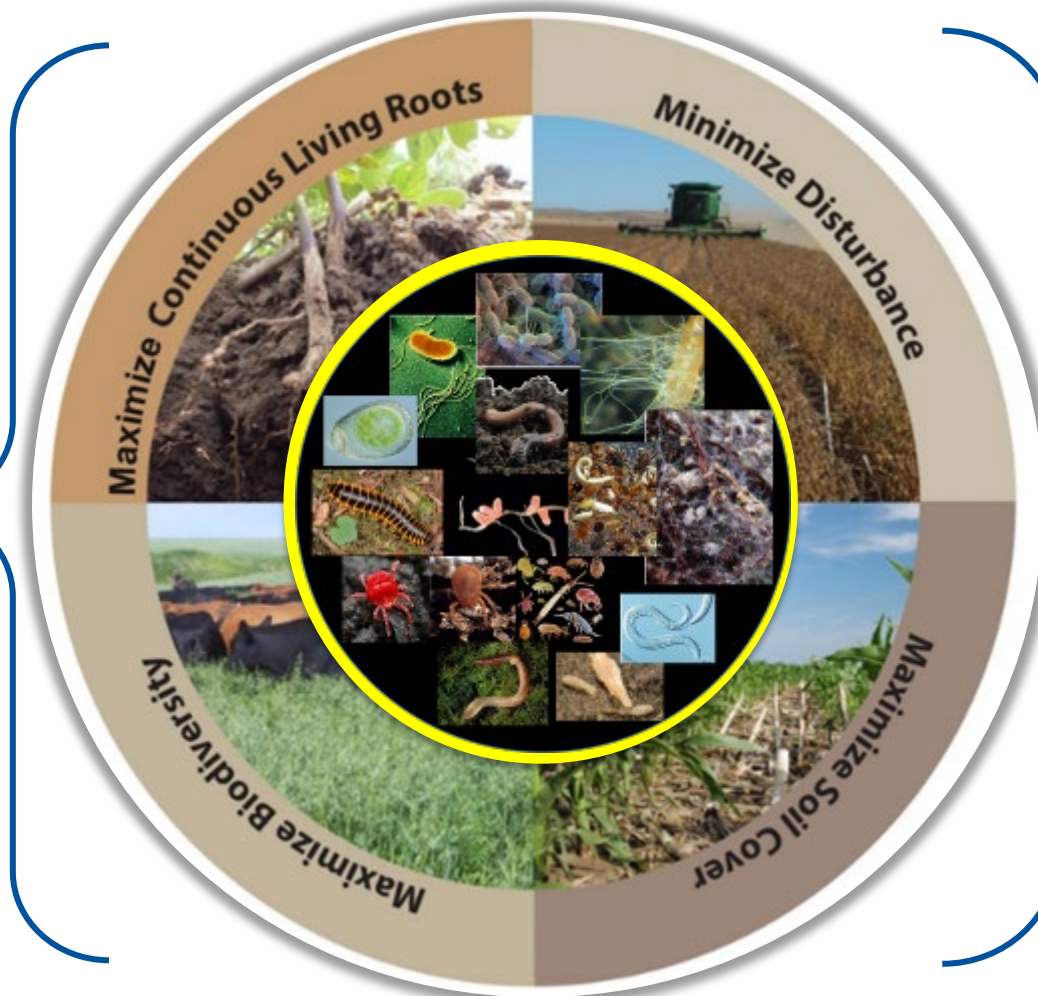 Maximize Continuous Living Roots
Minimize Disturbance
Maximize Biodiversity
Maximize Soil Cover